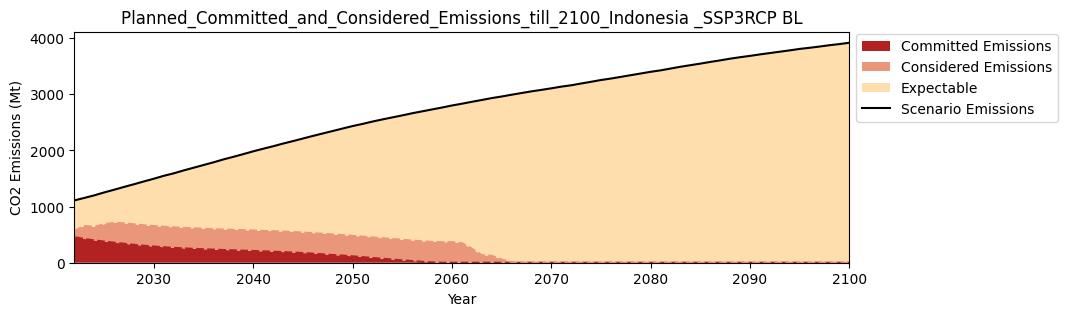 Planned_Committed_and_Considered_Emissions_till_2100_Indonesia _SSP3RCP BL
4000
3000
2000
1000
0
CO2 Emissions (Mt)
2030
2040
2050
2060
2070
2080
2090
2100
Year
Committed Emissions
Considered Emissions
Expectable
Scenario Emissions